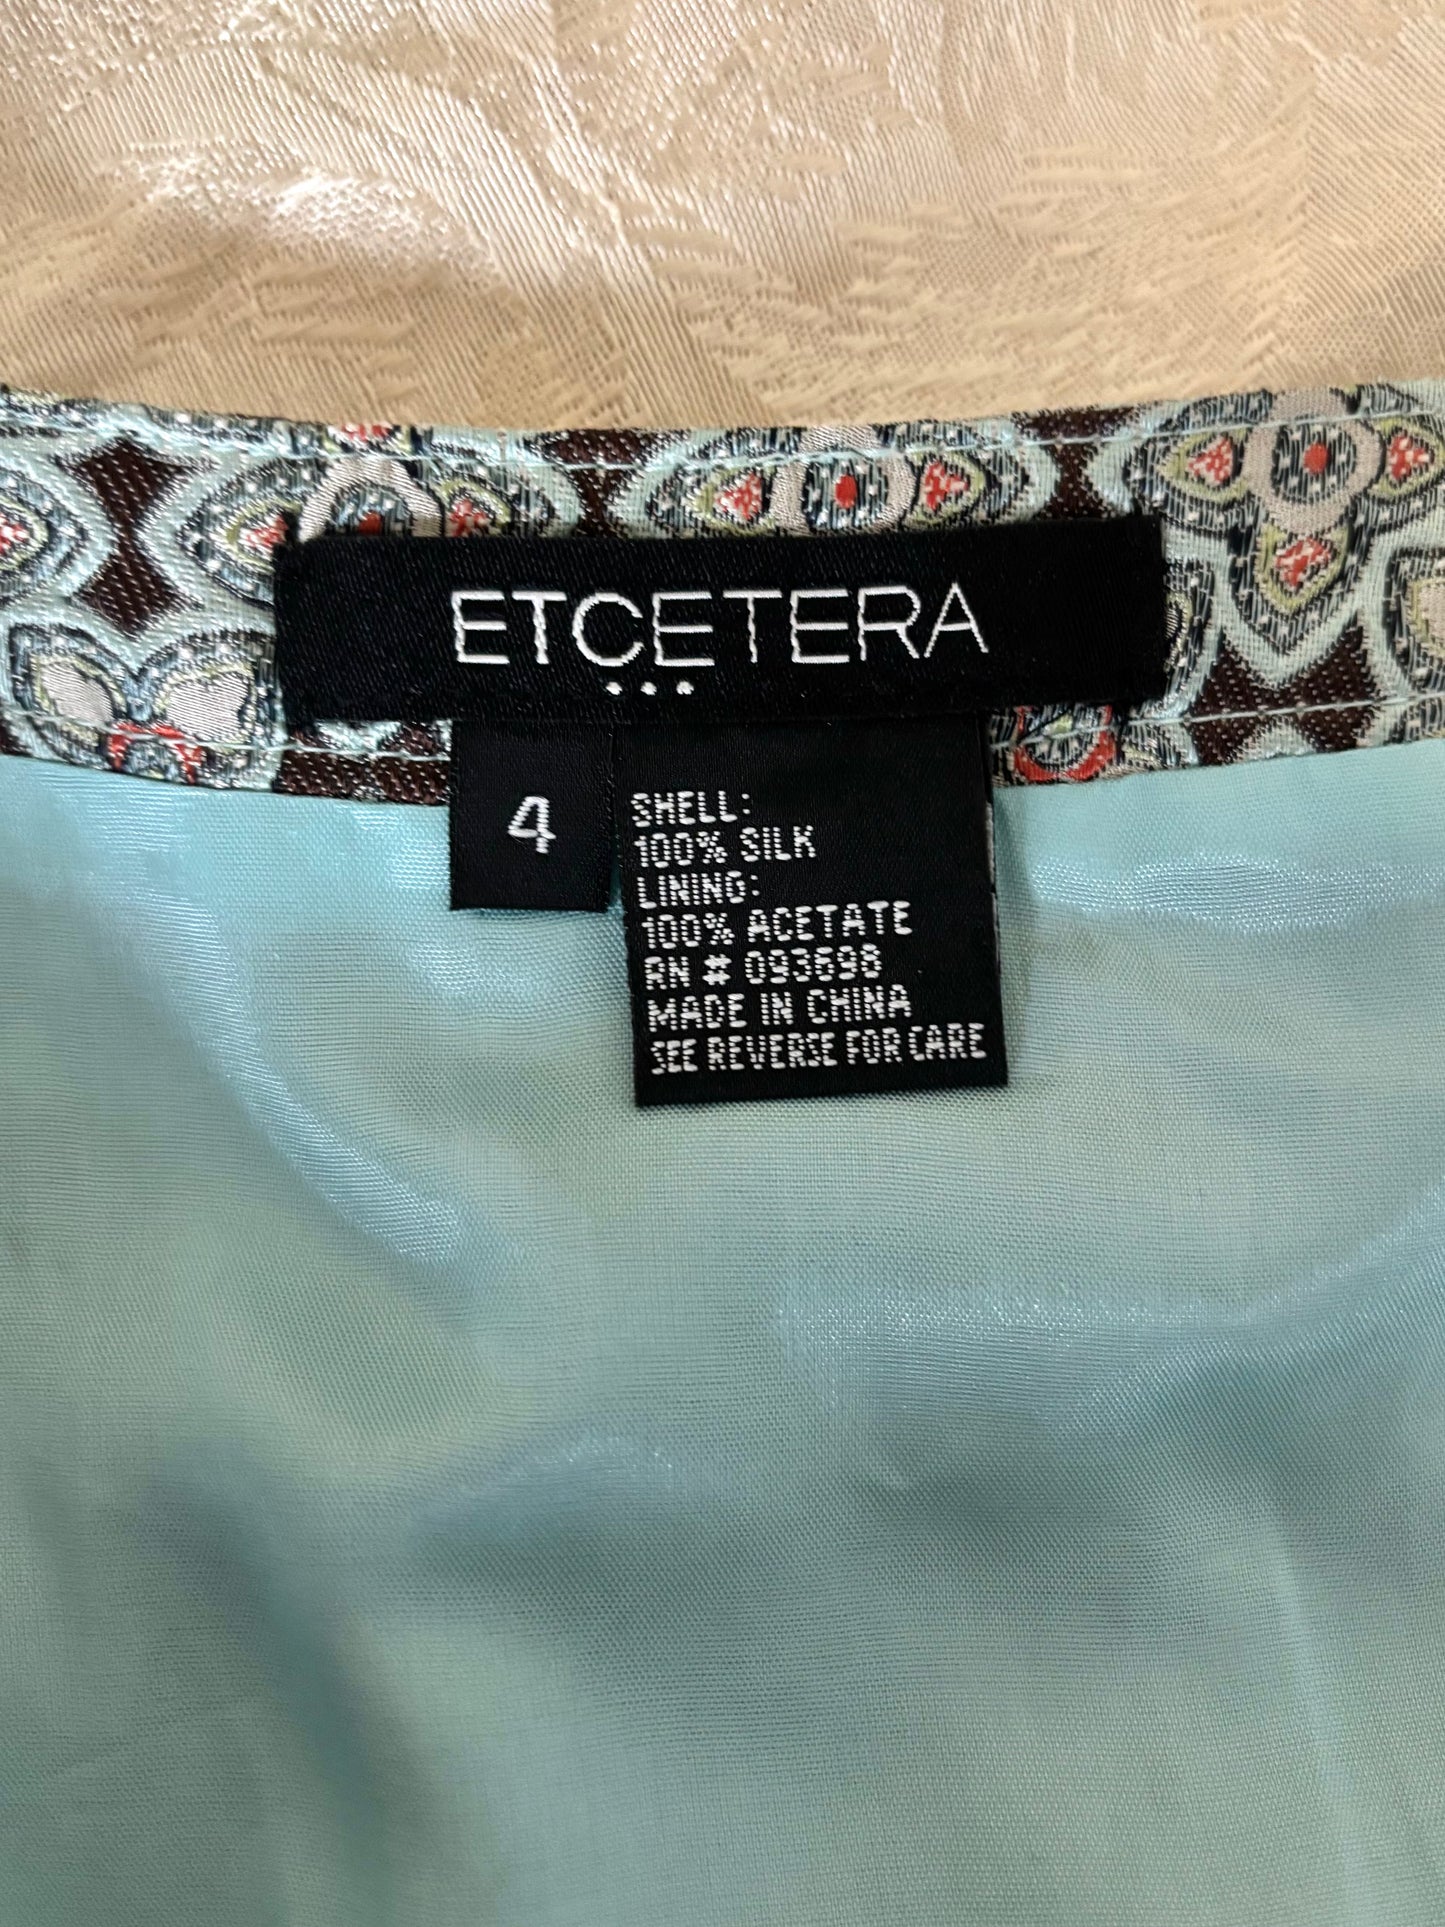 ETCETERA
...
4
SHELL:
100% SILK
LINING:
100% ACETATE
RN # 093698
MADE IN CHINA
SEE REVERSE FOR CARE